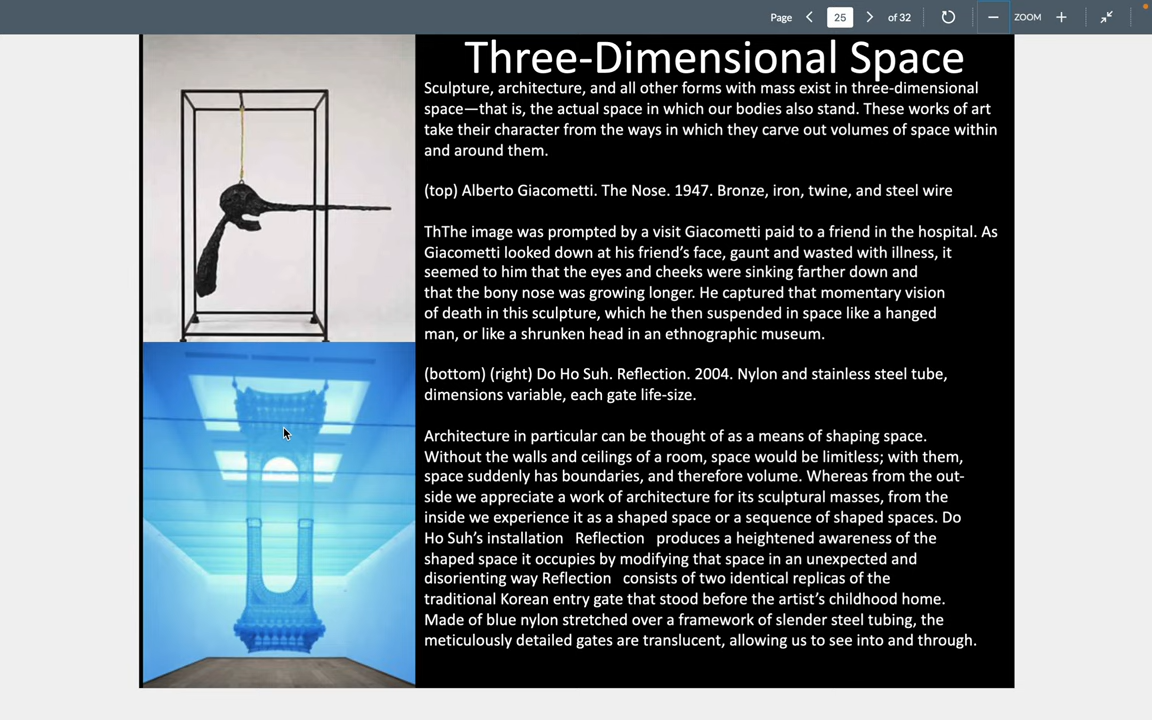 Page 25 of 32 ZOOM
Three-Dimensional Space
Sculpture, architecture, and all other forms with mass exist in three-dimensional
space—that is, the actual space in which our bodies also stand. These works of art
take their character from the ways in which they carve out volumes of space within
and around them.
(top) Alberto Giacometti. The Nose. 1947. Bronze, iron, twine, and steel wire
ThThe image was prompted by a visit Giacometti paid to a friend in the hospital. As
Giacometti looked down at his friend’s face, gaunt and wasted with illness, it
seemed to him that the eyes and cheeks were sinking farther down and
that the bony nose was growing longer. He captured that momentary vision
of death in this sculpture, which he then suspended in space like a hanged
man, or like a shrunken head in an ethnographic museum.
(bottom) (right) Do Ho Suh. Reflection. 2004. Nylon and stainless steel tube,
dimensions variable, each gate life-size.
Architecture in particular can be thought of as a means of shaping space.
Without the walls and ceilings of a room, space would be limitless; with them,
space suddenly has boundaries, and therefore volume. Whereas from the out-
side we appreciate a work of architecture for its sculptural masses, from the
inside we experience it as a shaped space or a sequence of shaped spaces. Do
Ho Suh’s installation Reflection produces a heightened awareness of the
shaped space it occupies by modifying that space in an unexpected and
disorienting way Reflection consists of two identical replicas of the
traditional Korean entry gate that stood before the artist’s childhood home.
Made of blue nylon stretched over a framework of slender steel tubing, the
meticulously detailed gates are translucent, allowing us to see into and through.